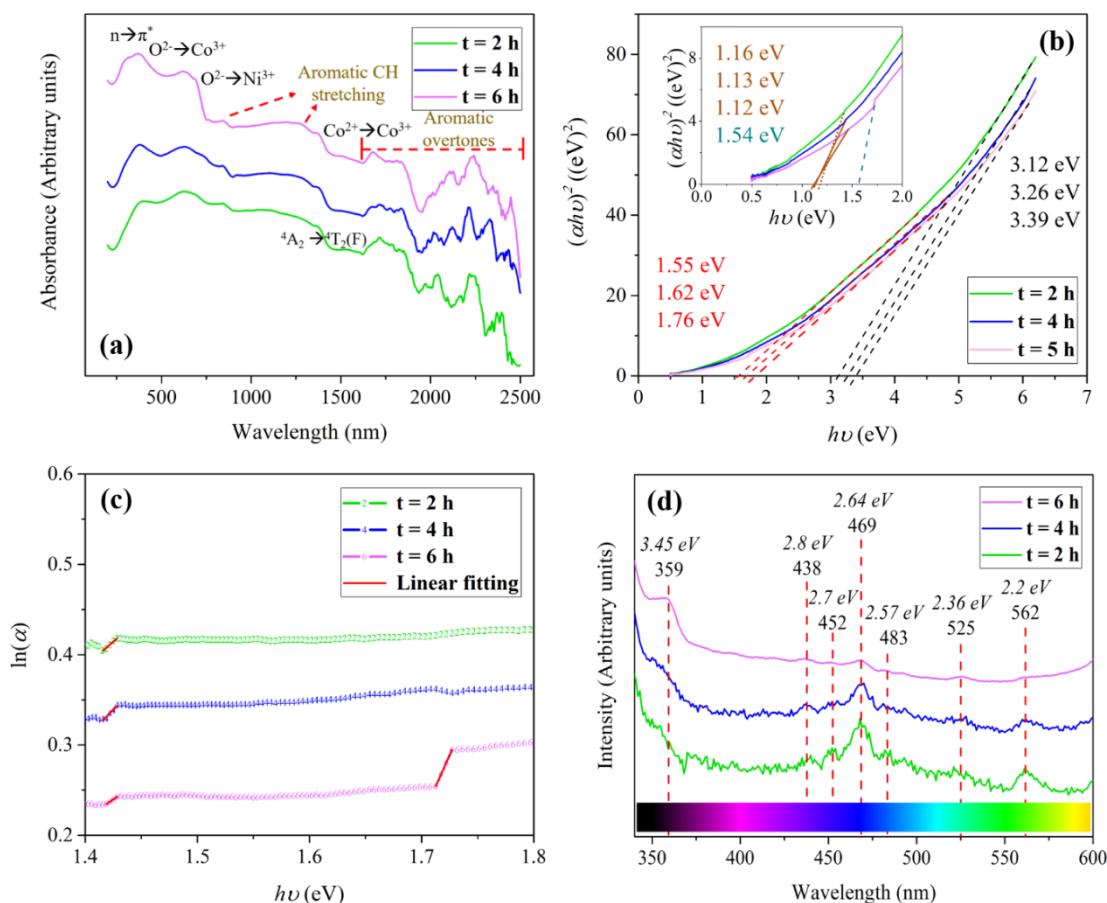 n→π*
O²⁻→Co³⁺
O²⁻→Ni³⁺
Aromatic CH
stretching
Co²⁺→Co³⁺
Aromatic
overtones
⁴A₂ →⁴T₂(F)
t = 2 h
t = 4 h
t = 6 h
(a)
Absorbance (Arbitrary units)
500
1000
1500
2000
2500
Wavelength (nm)
(b)
(αhυ)² ((eV)²)
80
60
40
20
0
0 1 2 3 4 5 6 7
hυ (eV)
1.16 eV
1.13 eV
1.12 eV
1.54 eV
(αhυ)² ((eV)²)
8
4
0
0.0 0.5 1.0 1.5 2.0
hυ (eV)
3.12 eV
3.26 eV
3.39 eV
1.55 eV
1.62 eV
1.76 eV
t = 2 h
t = 4 h
t = 5 h
(c)
t = 2 h
t = 4 h
t = 6 h
Linear fitting
ln(α)
0.6
0.5
0.4
0.3
0.2
1.4 1.5 1.6 1.7 1.8
hυ (eV)
(d)
t = 6 h
t = 4 h
t = 2 h
3.45 eV
359
2.8 eV
438
2.7 eV
452
2.64 eV
469
2.57 eV
483
2.36 eV
525
2.2 eV
562
Intensity (Arbitrary units)
350 400 450 500 550 600
Wavelength (nm)